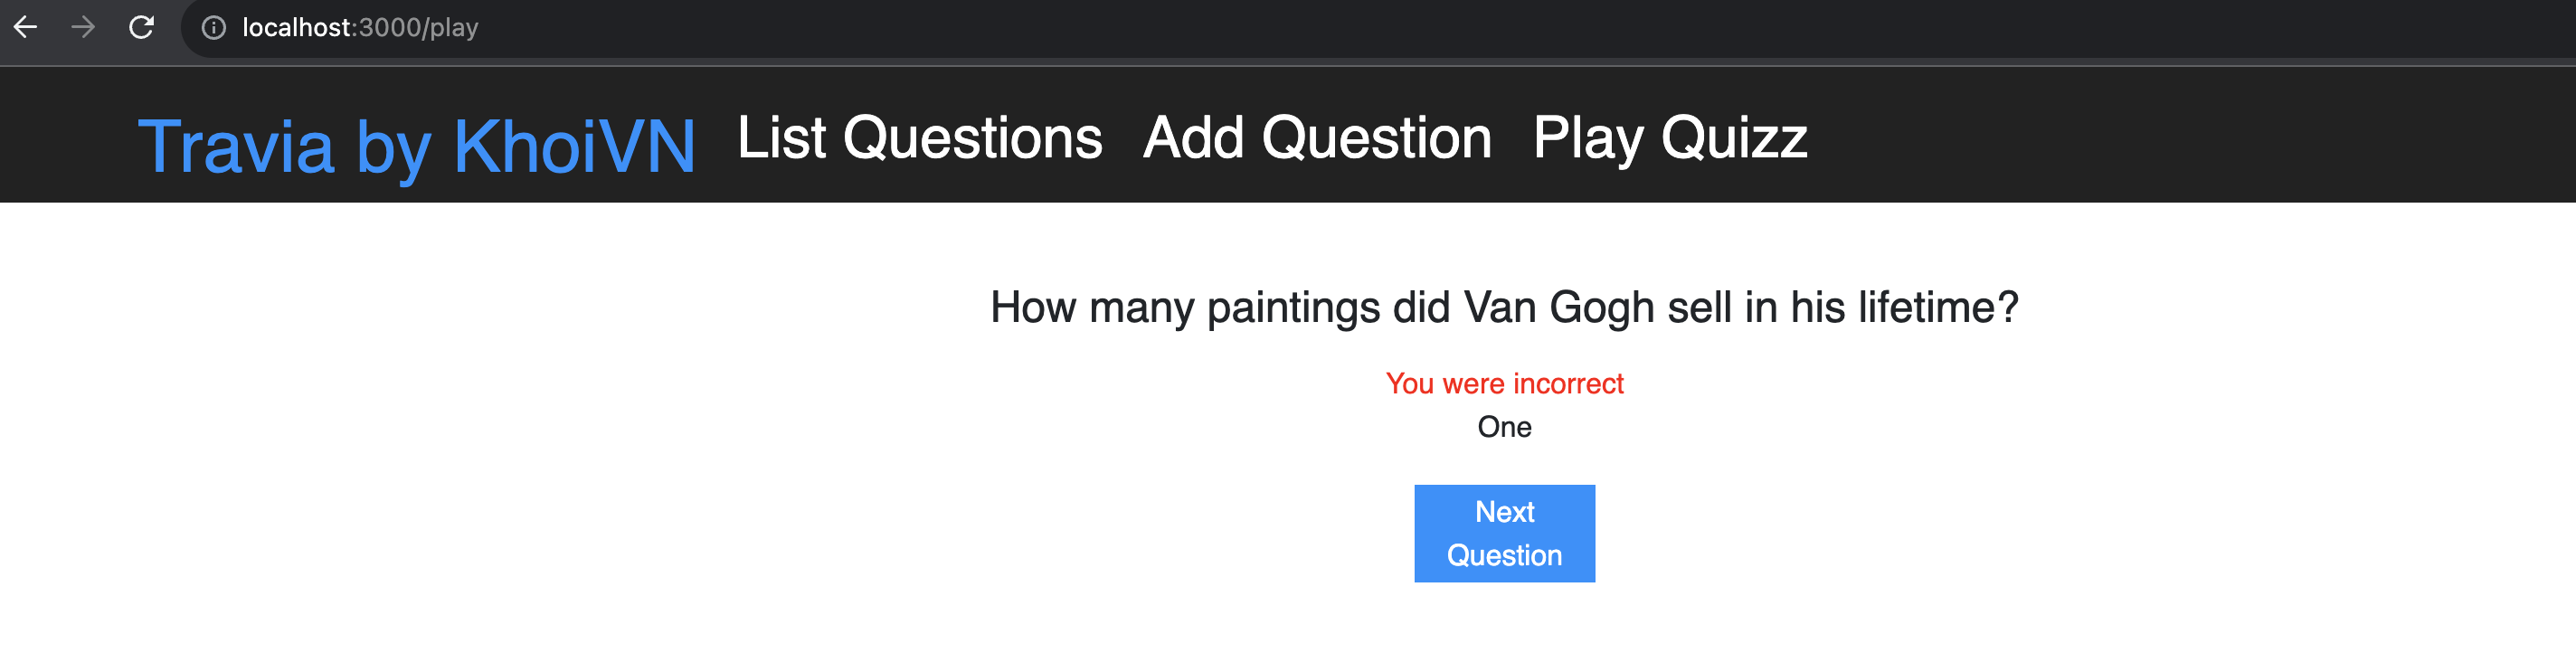 localhost:3000/play
Travia by KhoiVN List Questions Add Question Play Quizz
How many paintings did Van Gogh sell in his lifetime?
You were incorrect
One
Next
Question